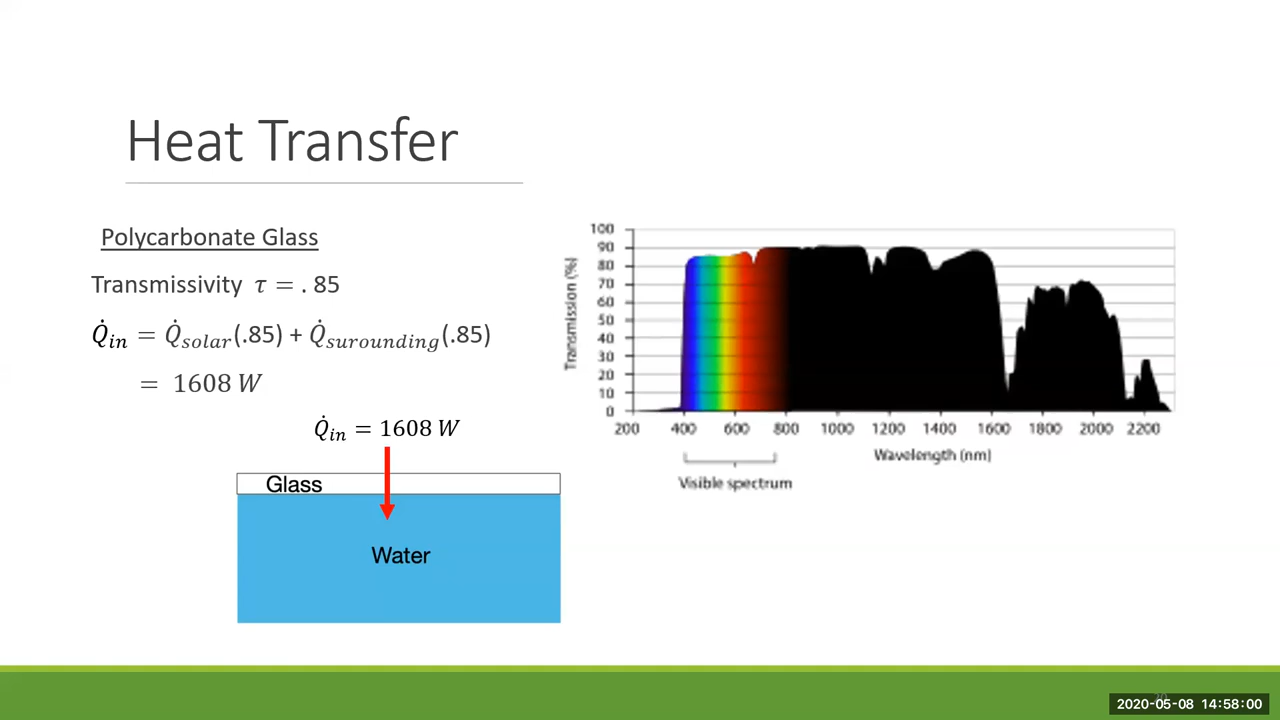 Heat Transfer
Polycarbonate Glass
Transmissivity τ = . 85
Q̇in = Q̇solar(.85) + Q̇surounding(.85)
= 1608 W
Q̇in = 1608 W
Glass
Water
Transmission (%)
100
90
80
70
60
50
40
30
20
10
0
200 400 600 800 1000 1200 1400 1600 1800 2000 2200
Wavelength (nm)
Visible spectrum
2020-05-08 14:58:00